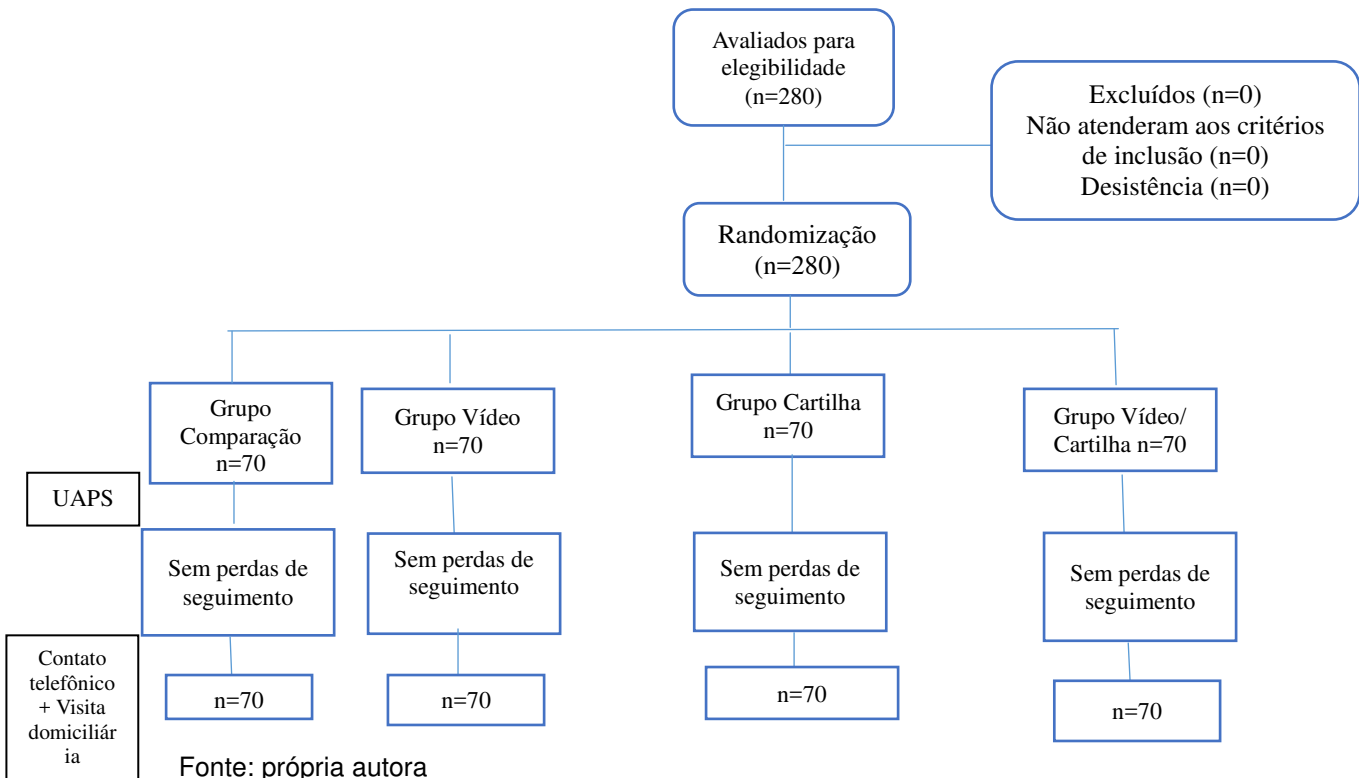 Avaliados para
elegibilidade
(n=280)
Excluídos (n=0)
Não atenderam aos critérios
de inclusão (n=0)
Desistência (n=0)
Randomização
(n=280)
Grupo
Comparação
n=70
Grupo Vídeo
n=70
Grupo Cartilha
n=70
Grupo Vídeo/
Cartilha n=70
UAPS
Sem perdas de
seguimento
Sem perdas de
seguimento
Sem perdas de
seguimento
Sem perdas de
seguimento
Contato
telefônico
+ Visita
domiciliár
ia
n=70
n=70
n=70
n=70
Fonte: própria autora